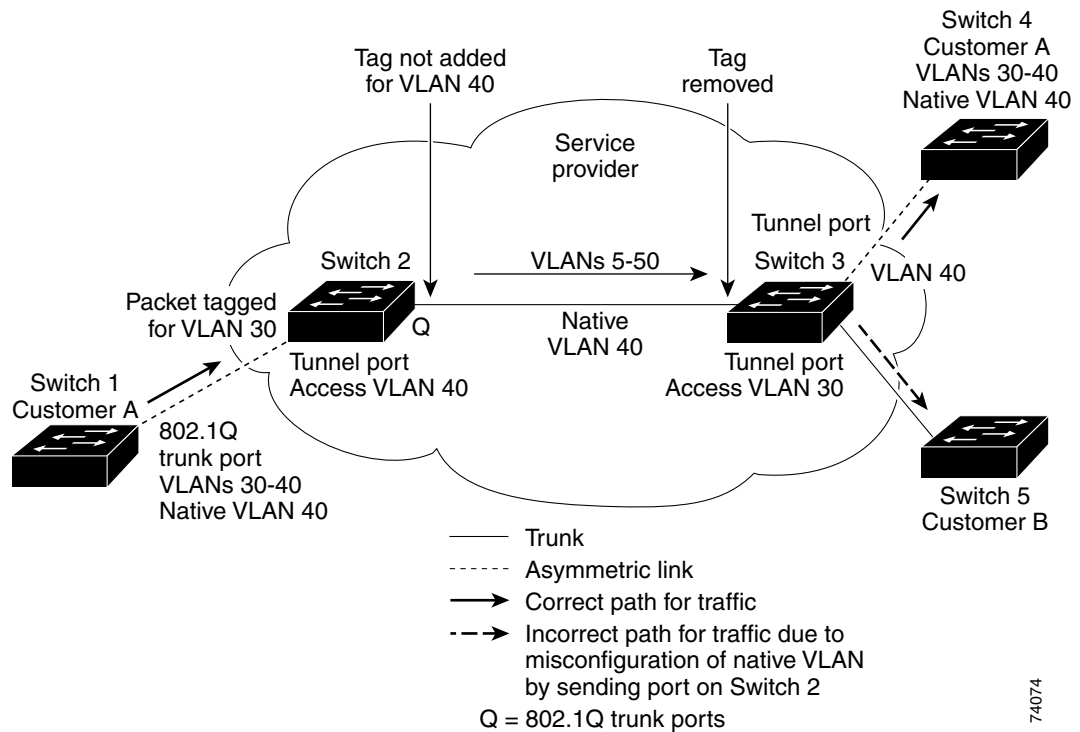 Tag not added
for VLAN 40
Tag
removed
Switch 4
Customer A
VLANs 30-40
Native VLAN 40
Service
provider
Tunnel port
Switch 2
VLANs 5-50
Switch 3
VLAN 40
Packet tagged
for VLAN 30
Q
Native
VLAN 40
Tunnel port
Access VLAN 40
Tunnel port
Access VLAN 30
Switch 1
Customer A
802.1Q
trunk port
VLANs 30-40
Native VLAN 40
Switch 5
Customer B
Trunk
Asymmetric link
Correct path for traffic
Incorrect path for traffic due to
misconfiguration of native VLAN
by sending port on Switch 2
Q = 802.1Q trunk ports
74074